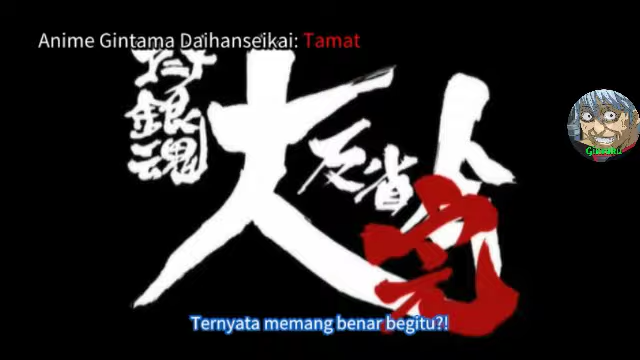 Anime Gintama Daihanseikai: Tamat
銀魂
大反省会
完
Ternyata memang benar begitu?!